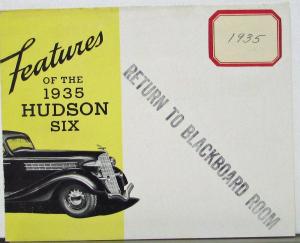 Features
OF THE
1935
HUDSON
SIX
1935
RETURN TO BLACKBOARD ROOM